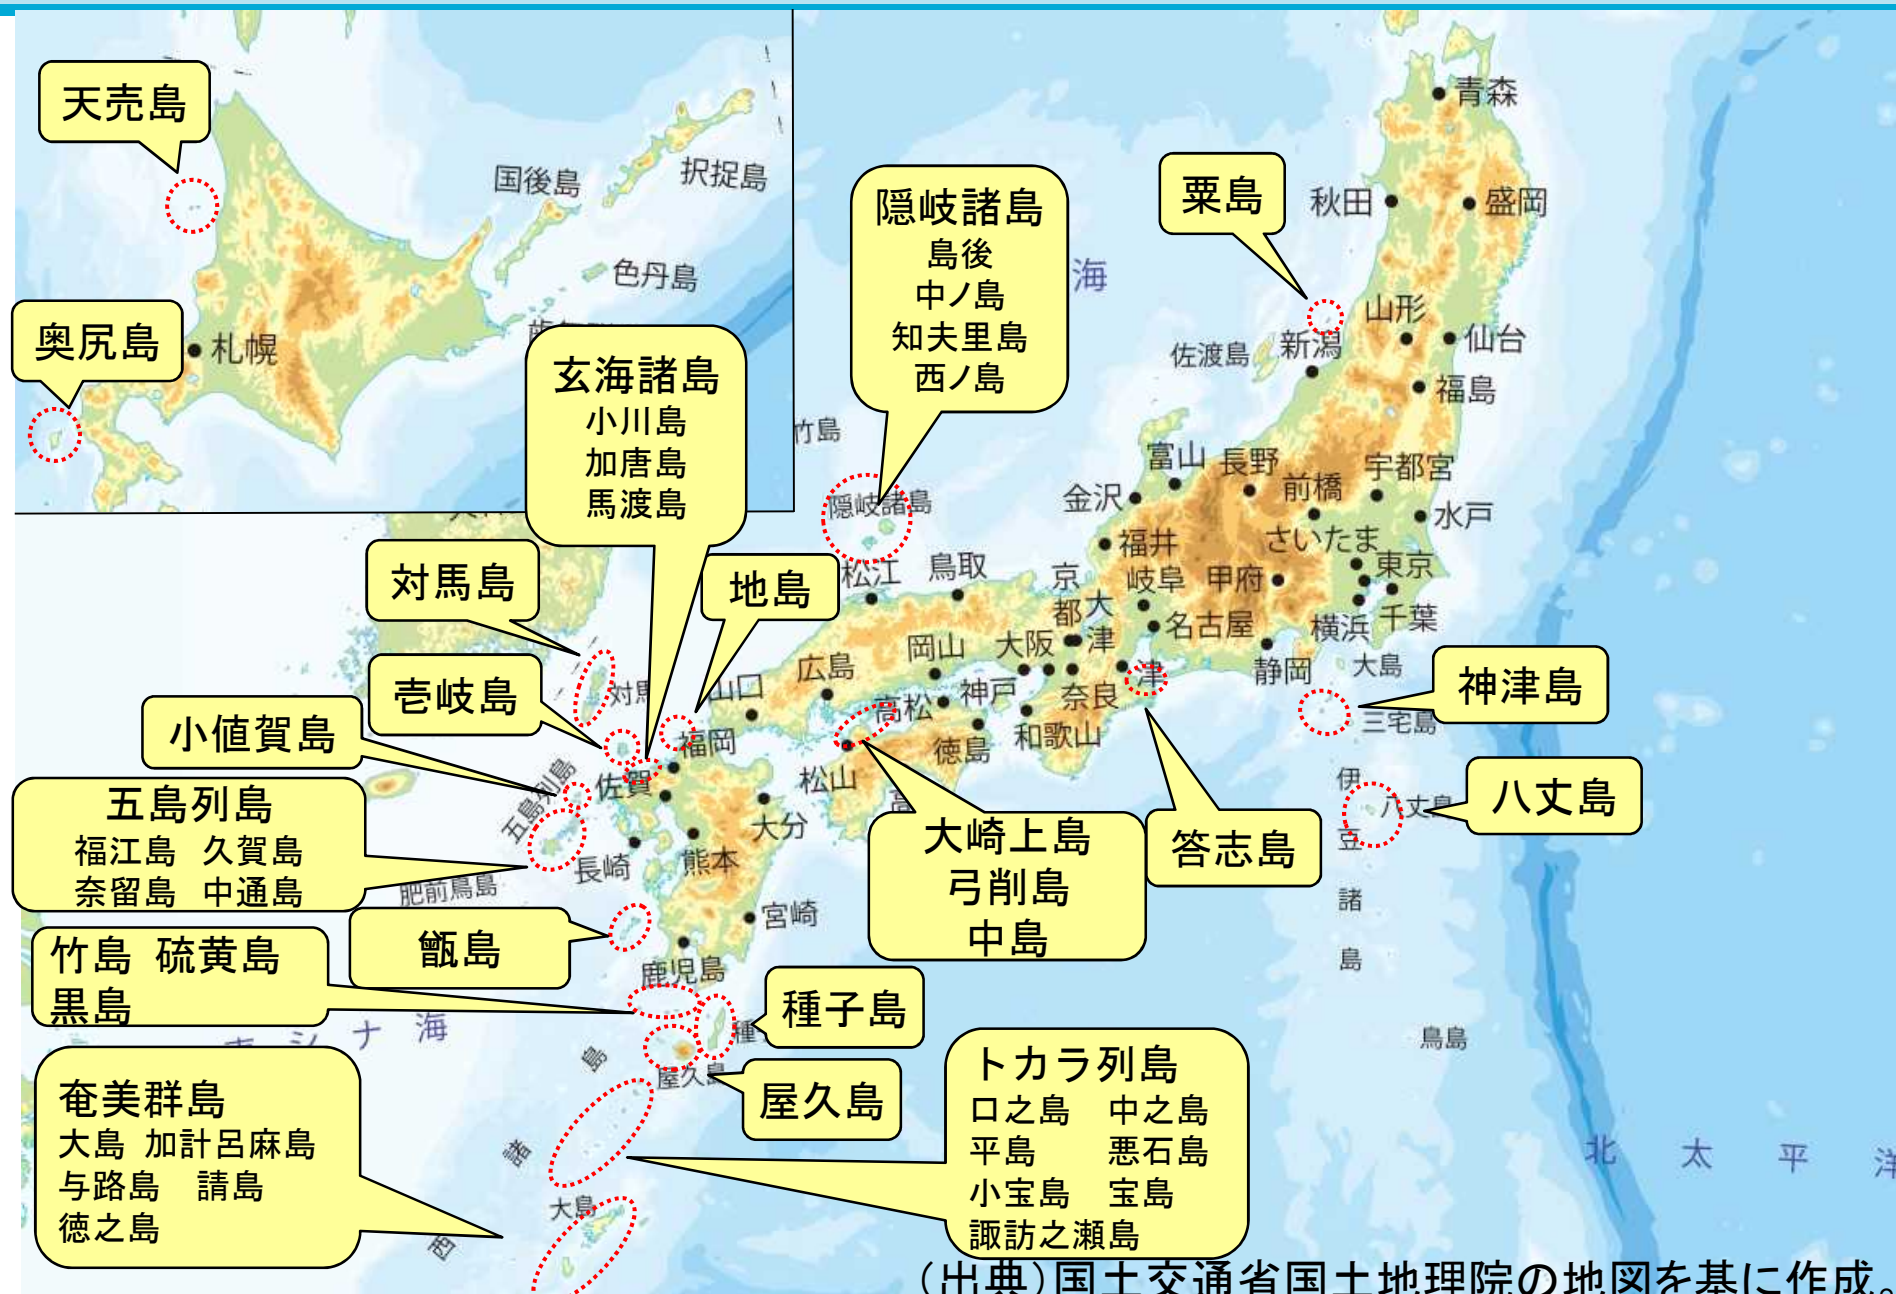 天売島
奥尻島
札幌
国後島
択捉島
色丹島
玄海諸島
小川島
加唐島
馬渡島
隠岐諸島
島後
中ノ島
知夫里島
西ノ島
粟島
海
青森
秋田
盛岡
山形
仙台
佐渡島
新潟
福島
竹島
隠岐諸島
富山
長野
前橋
宇都宮
金沢
水戸
福井
さいたま
岐阜
甲府
東京
名古屋
横浜
千葉
静岡
大島
三宅島
神津島
八丈島
八丈島
伊豆諸島
鳥島
対馬島
地島
松江
鳥取
京都
大津
大阪
岡山
広島
山口
高松
神戸
奈良
津
和歌山
徳島
松山
壱岐島
小値賀島
福岡
佐賀
五島列島
五島列島
福江島 久賀島
奈留島 中通島
長崎
大分
熊本
肥前鳥島
宮崎
鹿児島
大崎上島
弓削島
中島
答志島
甑島
竹島 硫黄島
黒島
種子島
屋久島
屋久島
シナ海
奄美群島
大島 加計呂麻島
与路島 請島
徳之島
トカラ列島
口之島 中之島
平島 悪石島
小宝島 宝島
諏訪之瀬島
島
諸
西
大島
北太平洋
（出典）国土交通省国土地理院の地図を基に作成。